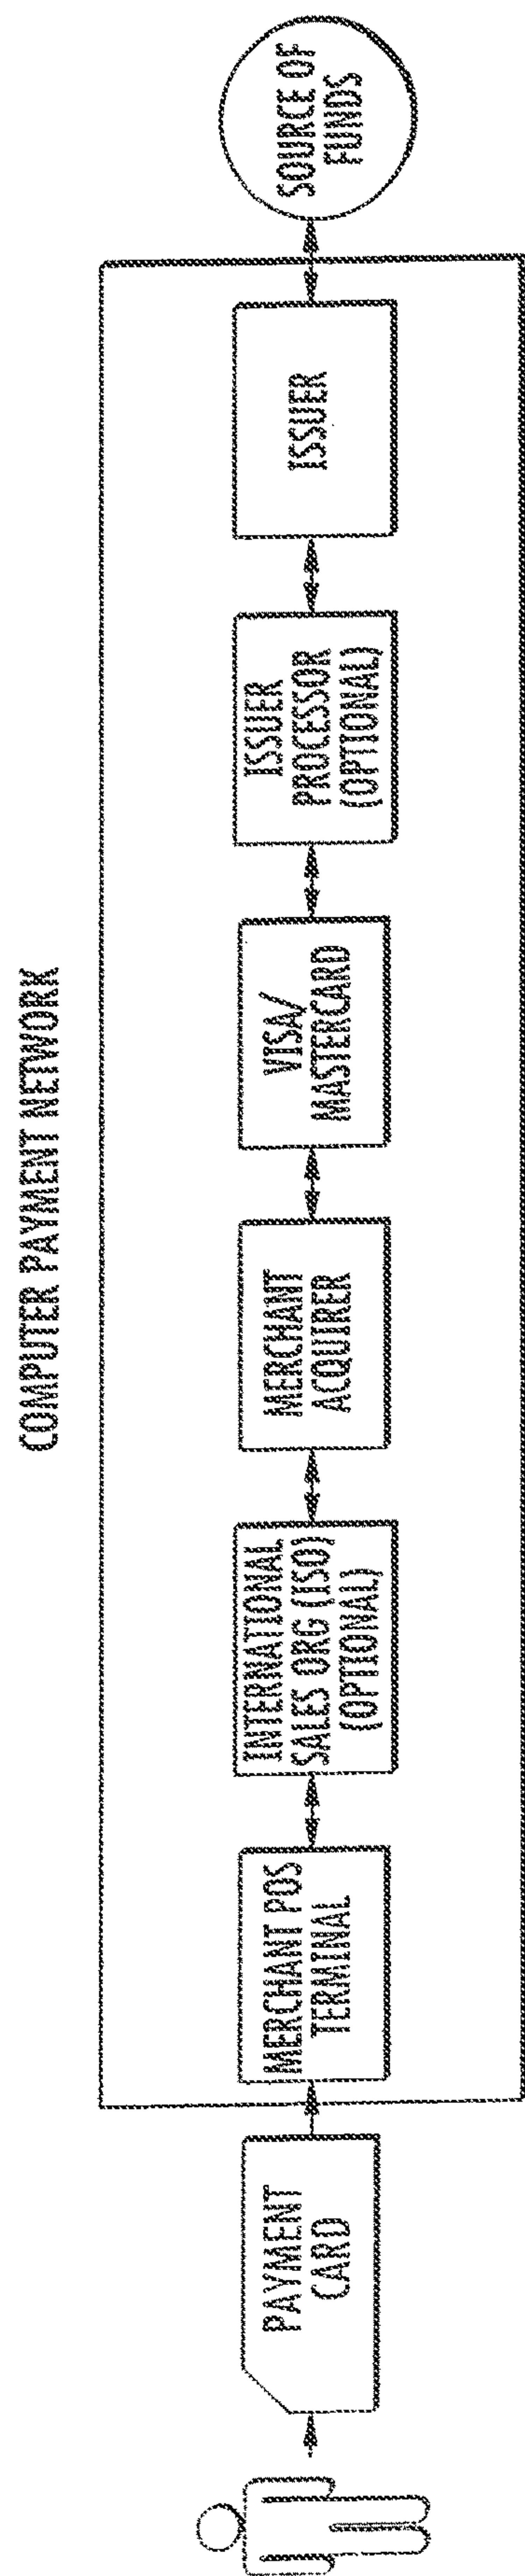 COMPUTER PAYMENT NETWORK
PAYMENT
CARD
MERCHANT POS
TERMINAL
INTERNATIONAL
SALES ORG (ISO)
(OPTIONAL)
MERCHANT
ACQUIRER
VISA/
MASTERCARD
ISSUER
PROCESSOR
(OPTIONAL)
ISSUER
SOURCE OF
FUNDS